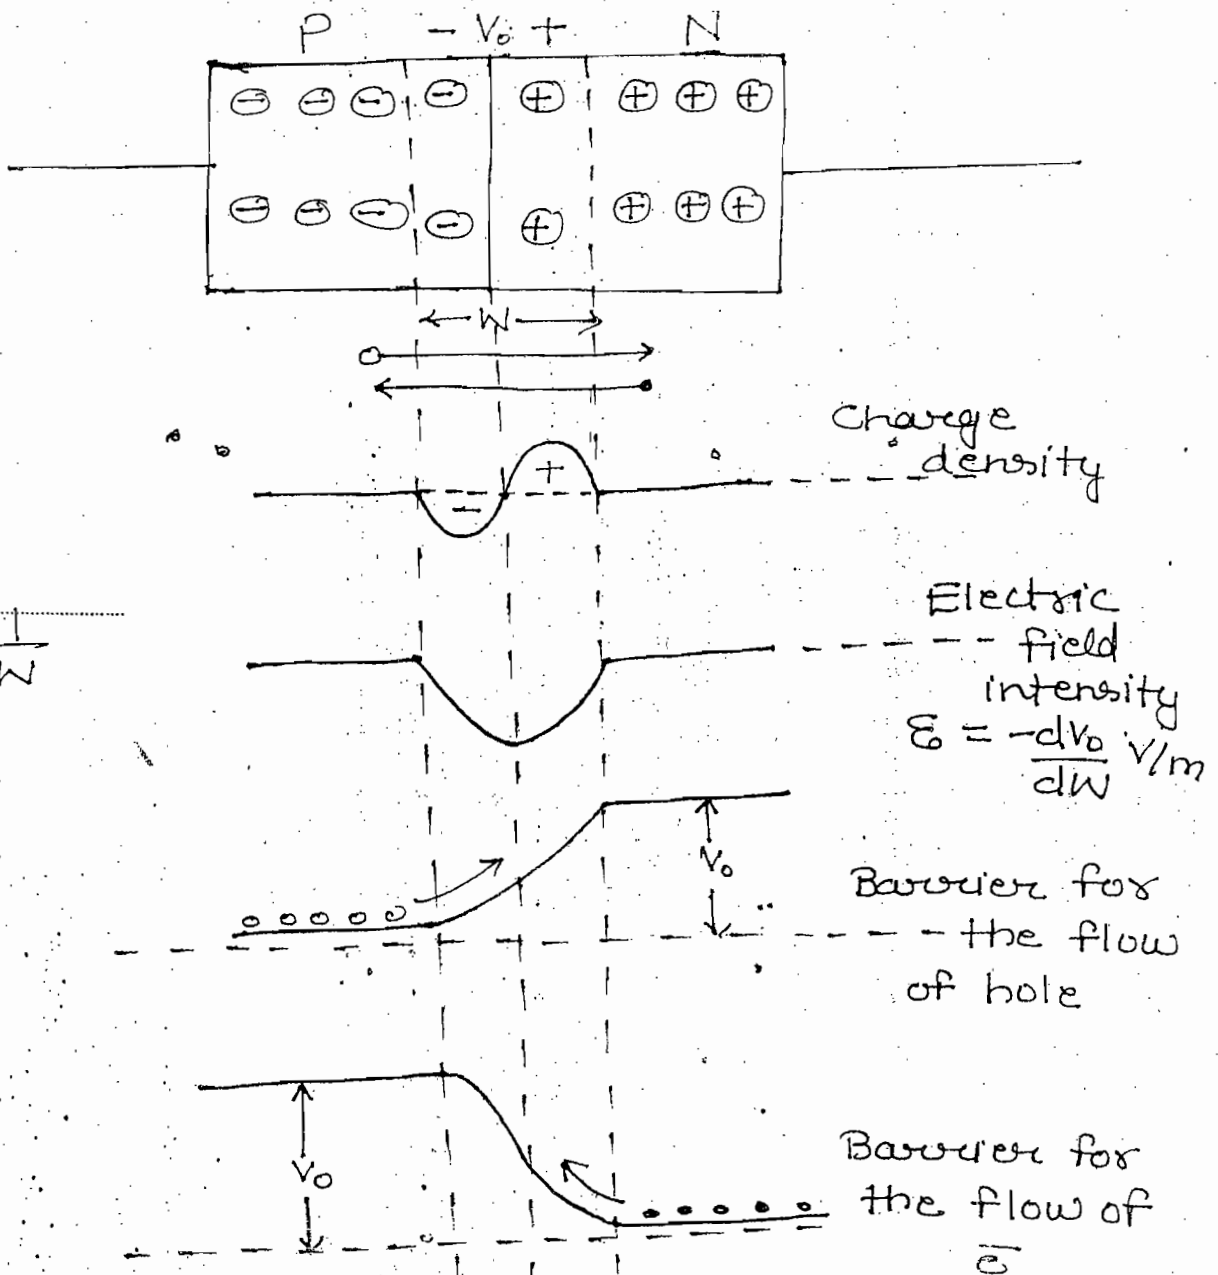 P - V₀ + N
⊖ ⊖ ⊖ ⊖ ⊕ ⊕ ⊕ ⊕
⊖ ⊖ ⊖ ⊖ ⊕ ⊕ ⊕ ⊕
W
Charge
density
+
-
Electric
field
intensity
Ɛ = -dV₀/dW V/m
1/W
V₀
Barrier for
the flow
of hole
V₀
Barrier for
the flow of
e̅